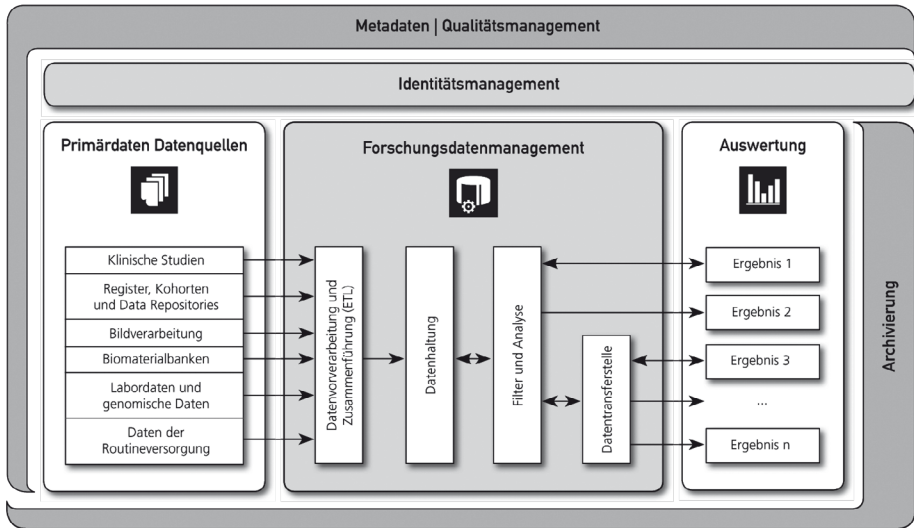 Metadaten | Qualitätsmanagement
Identitätsmanagement
Primärdaten Datenquellen
Klinische Studien
Register, Kohorten
und Data Repositories
Bildverarbeitung
Biomaterialbanken
Labordaten und
genomische Daten
Daten der
Routineversorgung
Forschungsdatenmanagement
Datenvorverarbeitung und
Zusammenführung (ETL)
Datenhaltung
Filter und Analyse
Datentransferstelle
Auswertung
Ergebnis 1
Ergebnis 2
Ergebnis 3
...
Ergebnis n
Archivierung